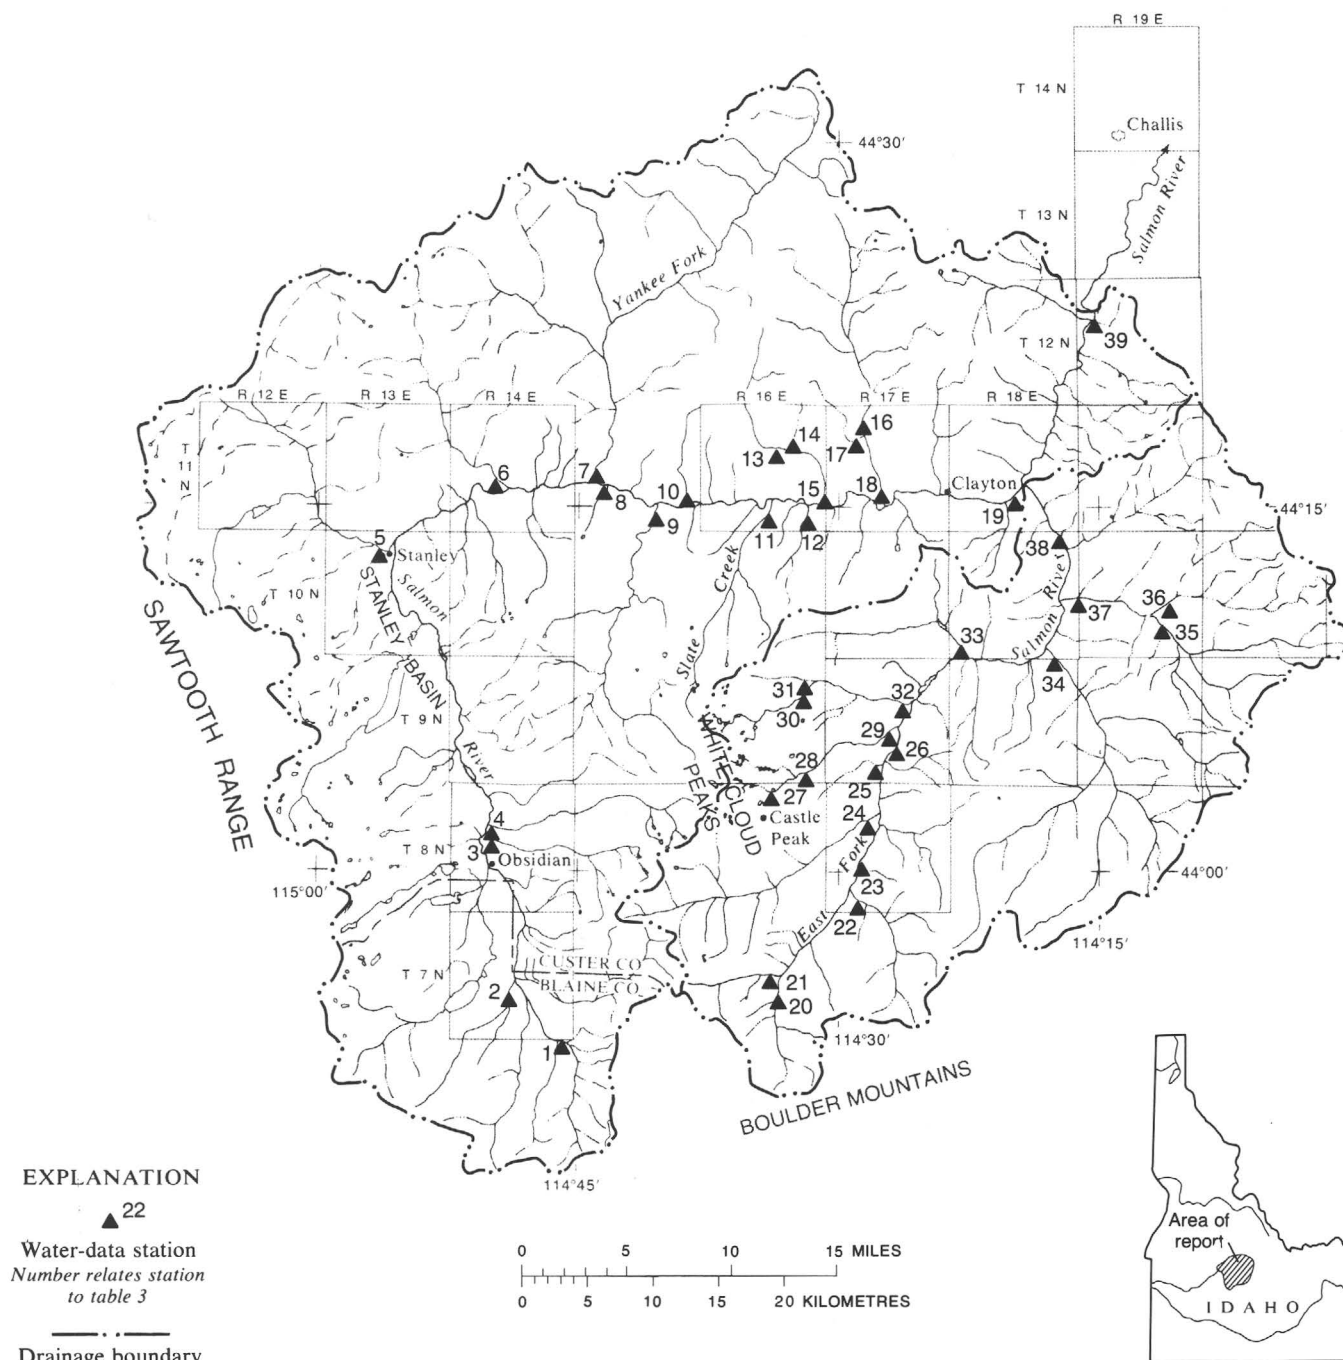 R 19 E
T 14 N
Challis
44°30'
T 13 N
Salmon River
Yankee Fork
39
T 12 N
R 12 E
R 13 E
R 14 E
R 16 E
R 17 E
R 18 E
T
11
N
16
14
17
13
6
7
8
10
15
18
Clayton
19
44°15'
9
11
12
5
Stanley
38
STANLEY BASIN
Salmon River
T 10 N
Slate Creek
36
37
35
33
Salmon River
34
SAWTOOTH RANGE
31
30
32
T 9 N
WHITE CLOUD
PEAKS
29
26
28
25
27
Castle
Peak
24
4
3
T 8 N
Obsidian
115°00'
East Fork
23
44°00'
22
114°15'
CUSTER CO
BLAINE CO
T 7 N
2
21
20
1
114°30'
BOULDER MOUNTAINS
114°45'
EXPLANATION
22
Water-data station
Number relates station
to table 3
Drainage boundary
0 5 10 15 MILES
0 5 10 15 20 KILOMETRES
Area of
report
IDAHO